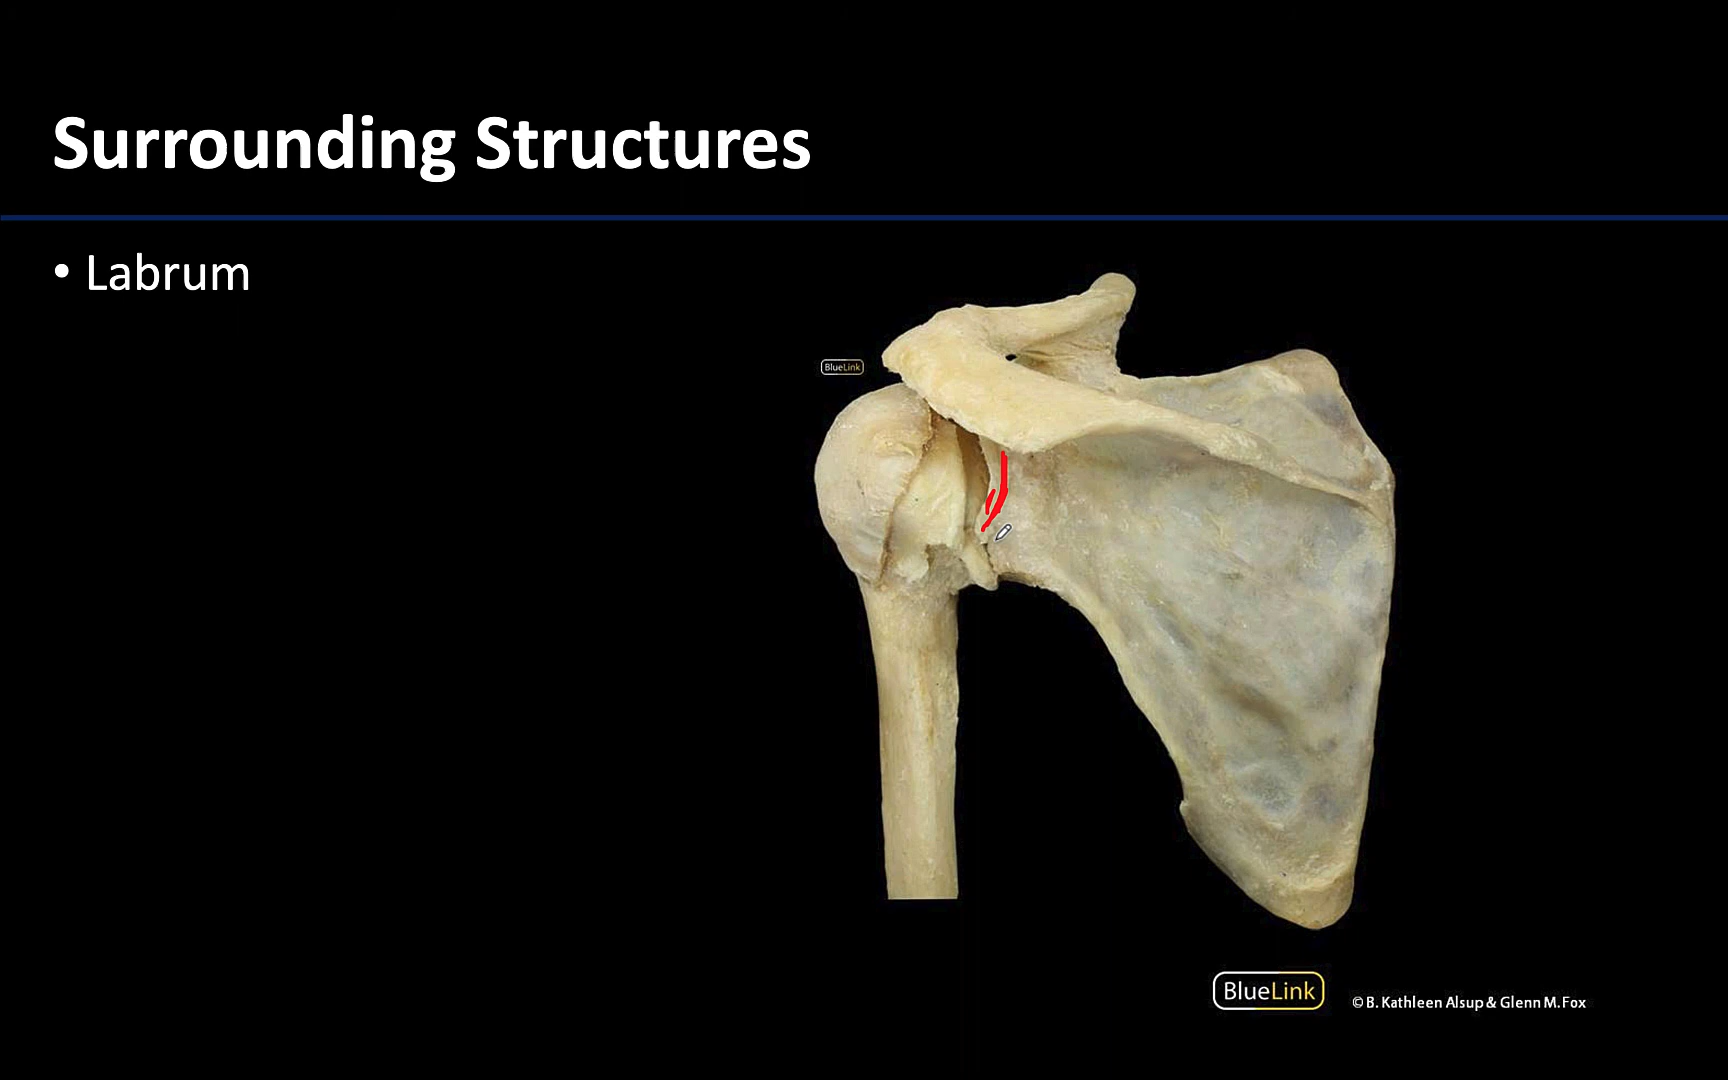 Surrounding Structures
• Labrum
BlueLink
BlueLink
© B. Kathleen Alsup & Glenn M. Fox